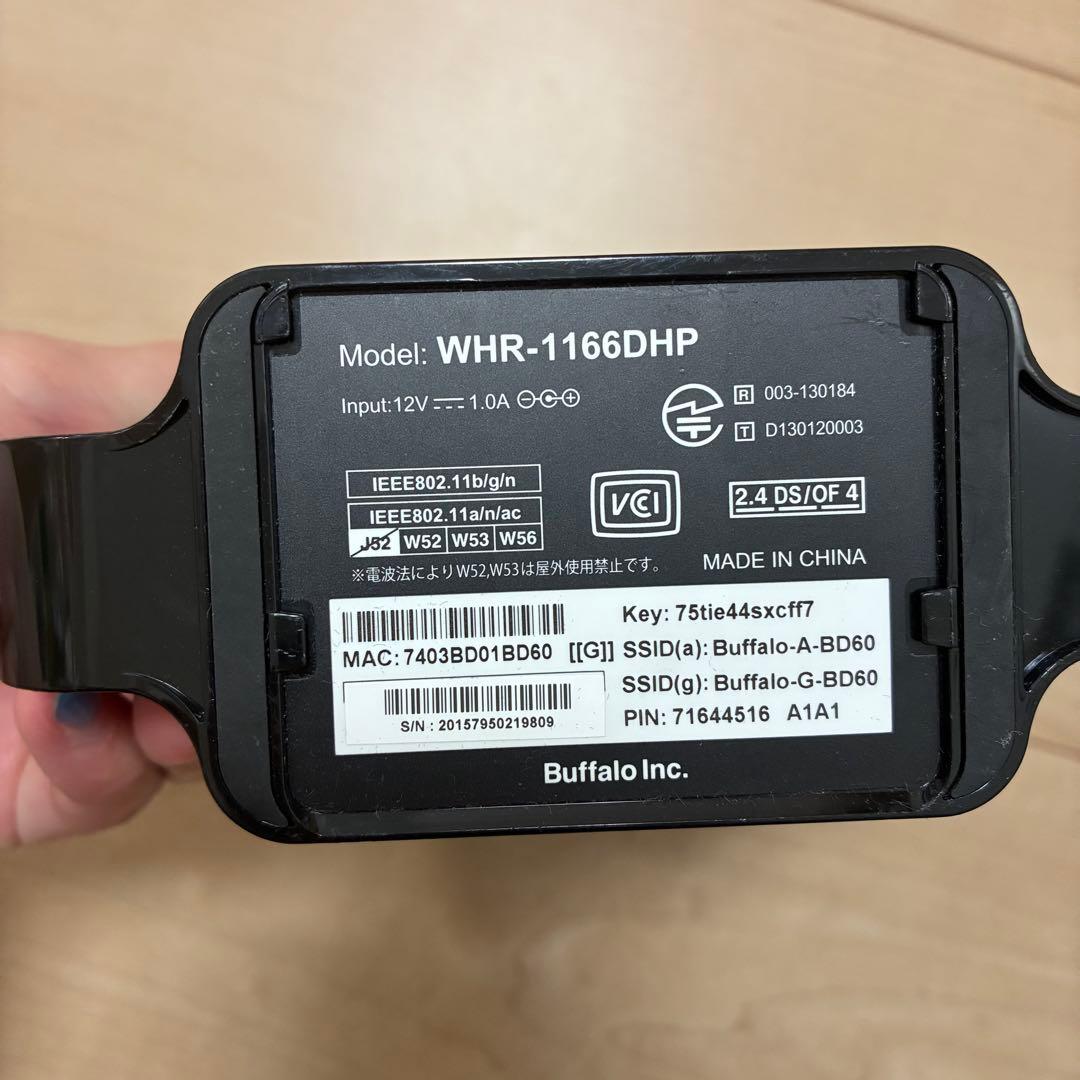 Model: WHR-1166DHP
Input:12V 1.0A
R 003-130184
T D130120003
IEEE802.11b/g/n
IEEE802.11a/n/ac
J52 W52 W53 W56
VCCI
2.4 DS/OF 4
※電波法によりW52,W53は屋外使用禁止です。
MADE IN CHINA
MAC: 7403BD01BD60 [[G]]
S/N : 20157950219809
Key: 75tie44sxcff7
SSID(a): Buffalo-A-BD60
SSID(g): Buffalo-G-BD60
PIN: 71644516 A1A1
Buffalo Inc.